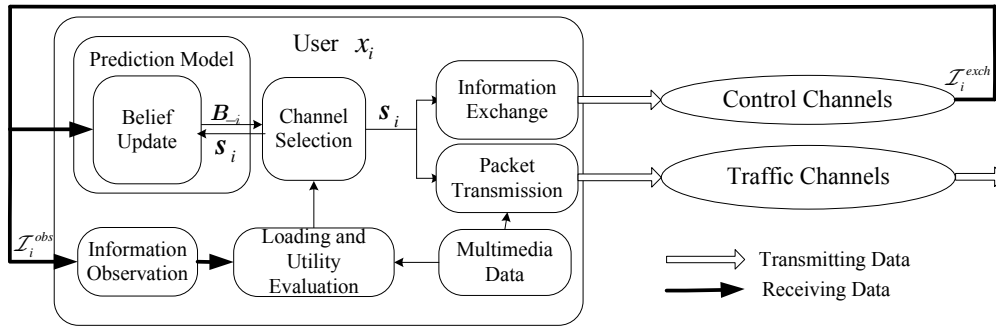 User x_i
Prediction Model
Belief
Update
B_{-i}
s_i
Channel
Selection
s_i
Information
Exchange
Control Channels
I_i^{exch}
Packet
Transmission
Traffic Channels
I_i^{obs}
Information
Observation
Loading and
Utility
Evaluation
Multimedia
Data
Transmitting Data
Receiving Data